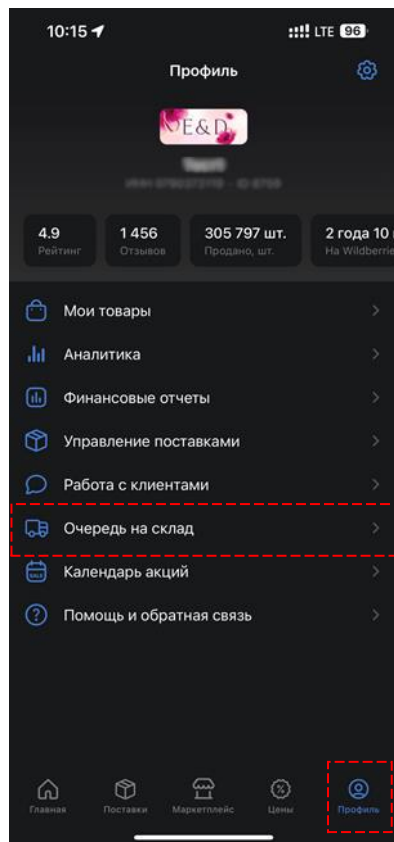 10:15 LTE 96
Профиль
E&D
4.9 1 456 305 797 шт. 2 года 10
Рейтинг Отзывов Продано, шт. На Wildberrie
Мои товары
Аналитика
Финансовые отчеты
Управление поставками
Работа с клиентами
Очередь на склад
SALE Календарь акций
Помощь и обратная связь
Главная Поставки Маркетплейс Цены Профиль